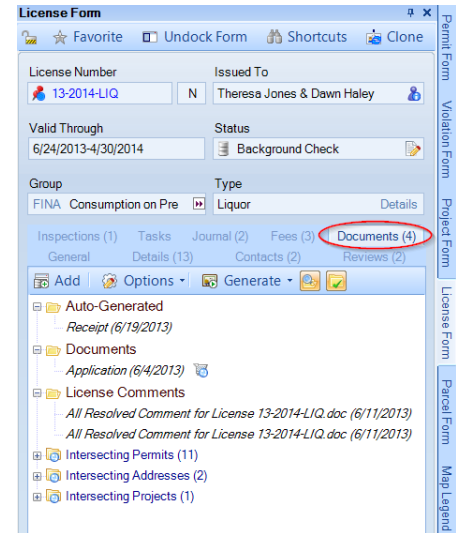 License Form
Favorite Undock Form Shortcuts Clone
License Number Issued To
13-2014-LIQ N Theresa Jones & Dawn Haley
Valid Through Status
6/24/2013-4/30/2014 Background Check
Group Type
FINA Consumption on Pre Liquor Details
Inspections (1) Tasks Journal (2) Fees (3) Documents (4)
General Details (13) Contacts (2) Reviews (2)
Add Options Generate
Auto-Generated
Receipt (6/19/2013)
Documents
Application (6/4/2013)
License Comments
All Resolved Comment for License 13-2014-LIQ.doc (6/11/2013)
All Resolved Comment for License 13-2014-LIQ.doc (6/11/2013)
Intersecting Permits (11)
Intersecting Addresses (2)
Intersecting Projects (1)
Permit Form
Violation Form
Project Form
License Form
Parcel Form
Map Legend